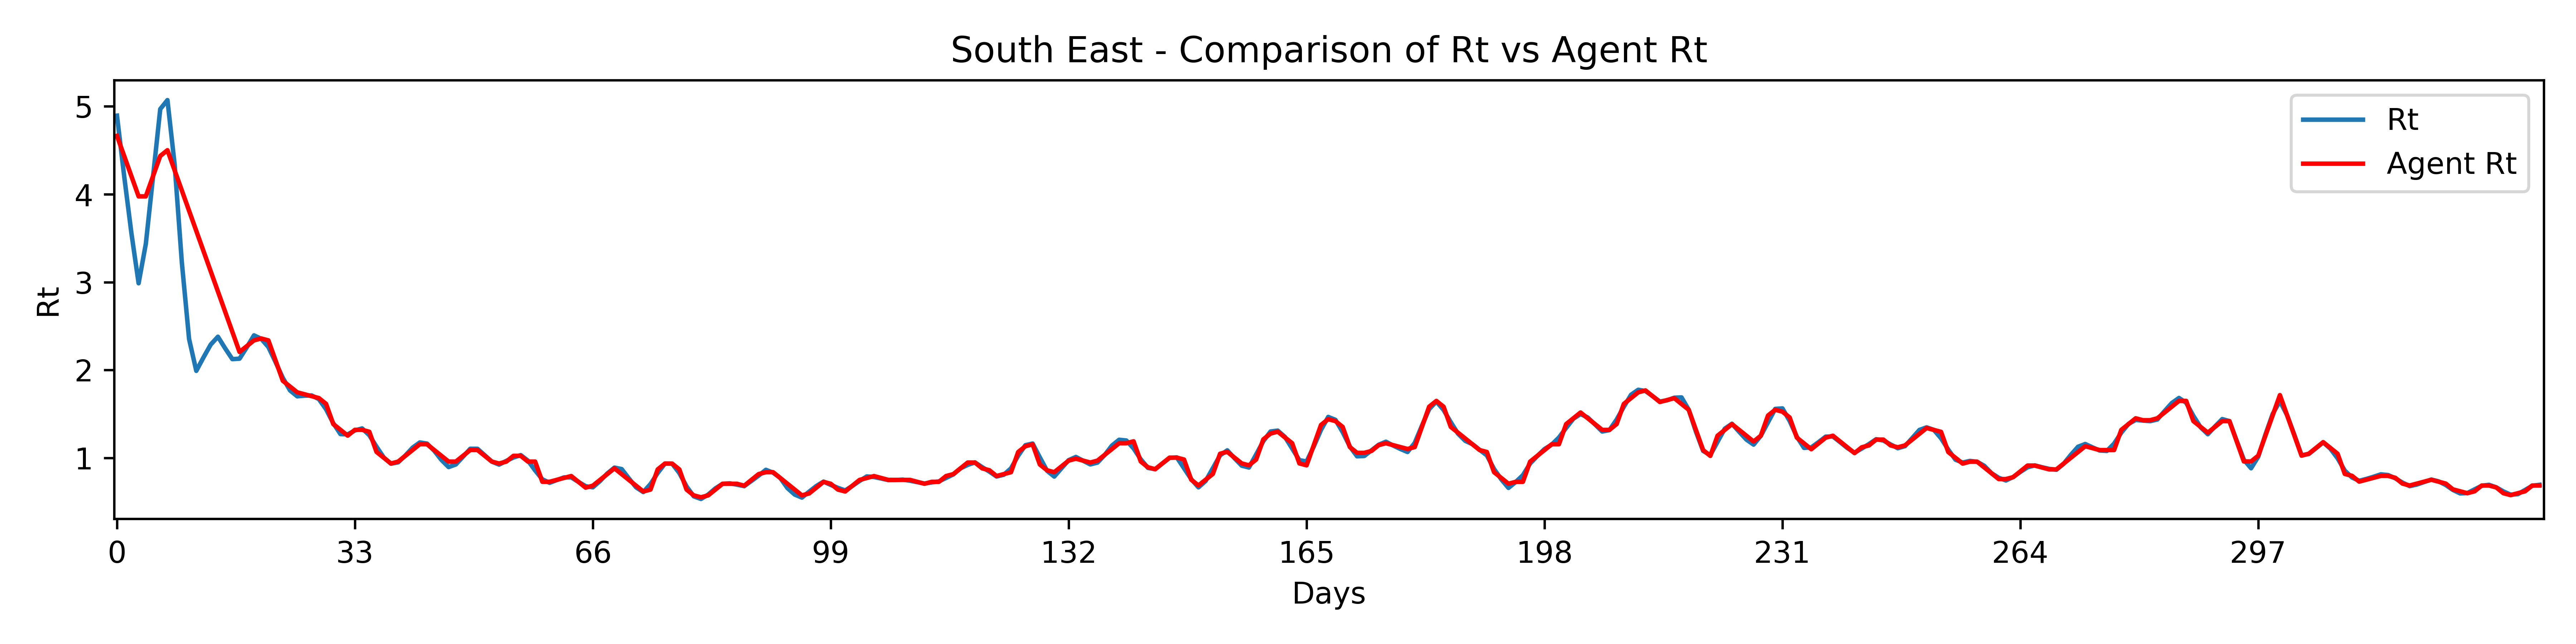 South East - Comparison of Rt vs Agent Rt
Rt
Agent Rt
5
4
3
2
1
Rt
0 33 66 99 132 165 198 231 264 297
Days